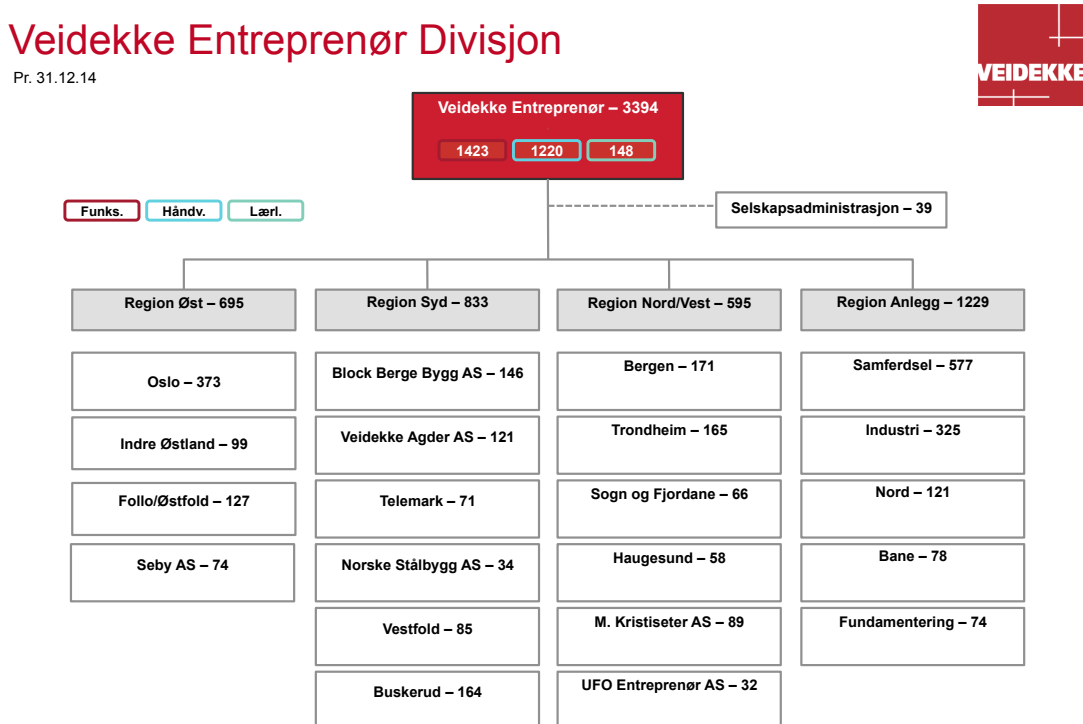 Veidekke Entreprenør Divisjon
Pr. 31.12.14
VEIDEKKE
Veidekke Entreprenør – 3394
1423 1220 148
Funks. Håndv. Lærl.
Selskapsadministrasjon – 39
Region Øst – 695
Oslo – 373
Indre Østland – 99
Follo/Østfold – 127
Seby AS – 74
Region Syd – 833
Block Berge Bygg AS – 146
Veidekke Agder AS – 121
Telemark – 71
Norske Stålbygg AS – 34
Vestfold – 85
Buskerud – 164
Region Nord/Vest – 595
Bergen – 171
Trondheim – 165
Sogn og Fjordane – 66
Haugesund – 58
M. Kristiseter AS – 89
UFO Entreprenør AS – 32
Region Anlegg – 1229
Samferdsel – 577
Industri – 325
Nord – 121
Bane – 78
Fundamentering – 74